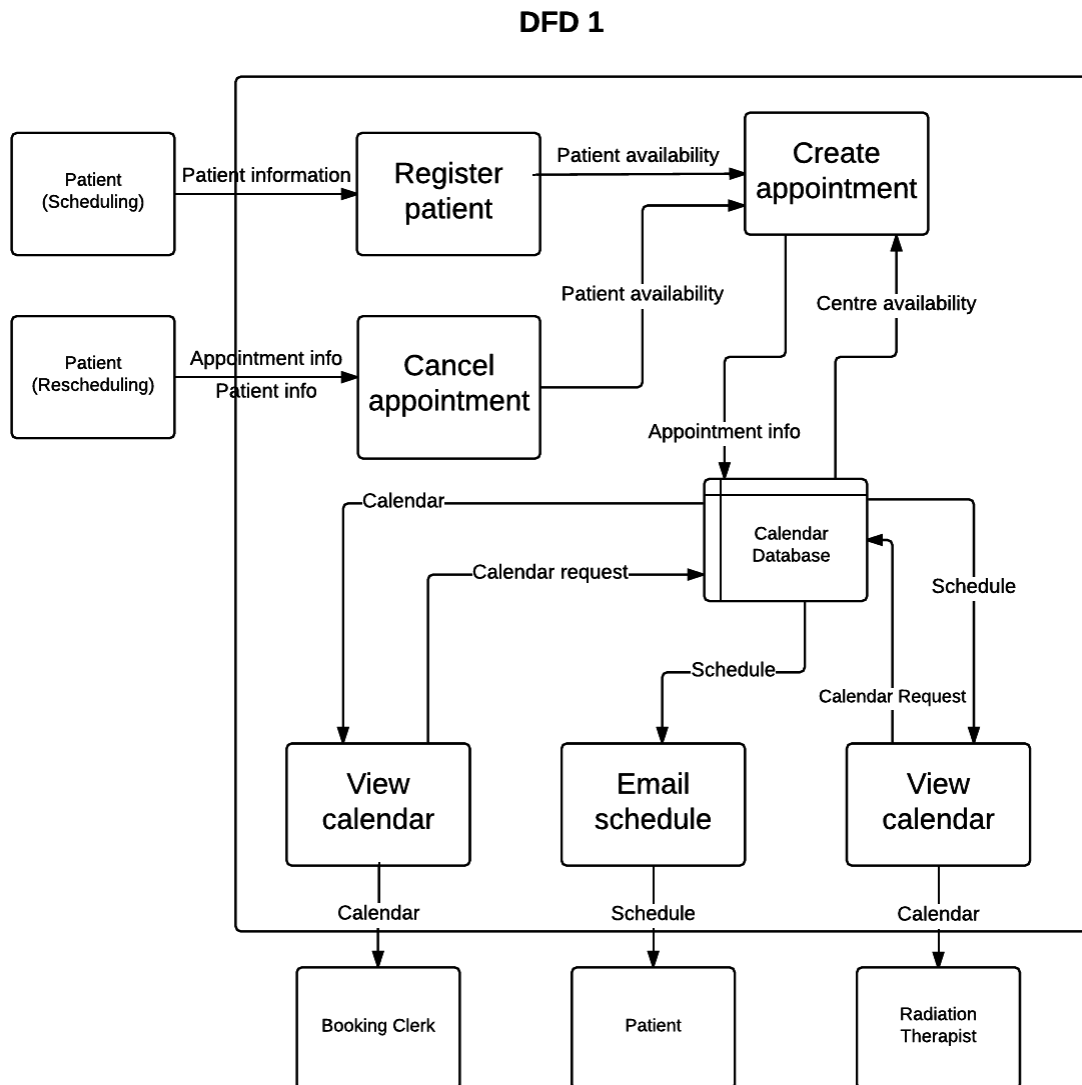 DFD 1
Patient
(Scheduling)
Patient information
Register
patient
Patient availability
Create
appointment
Patient
(Rescheduling)
Appointment info
Patient info
Cancel
appointment
Patient availability
Centre availability
Appointment info
Calendar
Calendar request
Calendar
Database
Schedule
Schedule
Calendar Request
View
calendar
Email
schedule
View
calendar
Calendar
Schedule
Calendar
Booking Clerk
Patient
Radiation
Therapist